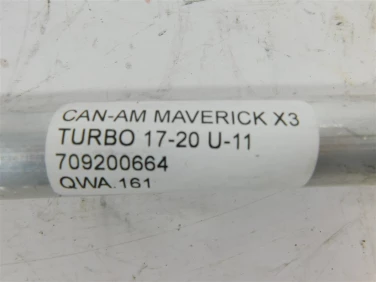 CAN-AM MAVERICK X3
TURBO 17-20 U-11
709200664
QWA.161